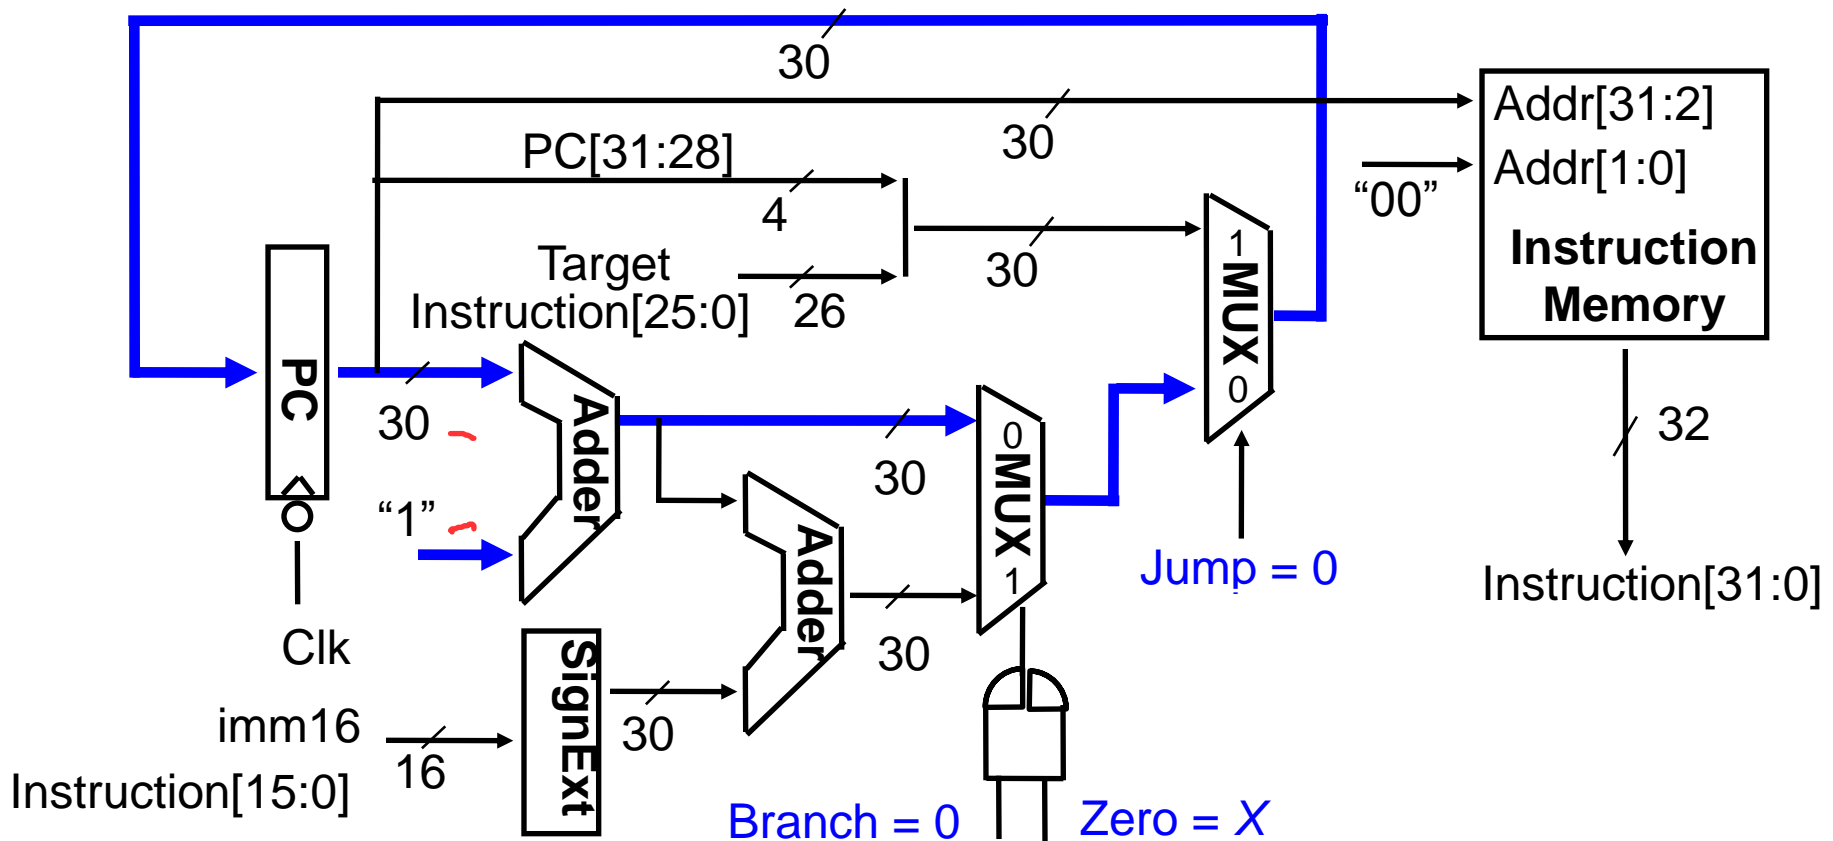 30
30
Addr[31:2]
PC[31:28]
Addr[1:0]
4
"00"
1
30
Target
Instruction[25:0]
26
MUX
0
Instruction
Memory
PC
30
Adder
30
0
MUX
1
32
"1"
Adder
Jump = 0
Instruction[31:0]
30
Clk
SignExt
30
imm16
16
Instruction[15:0]
Branch = 0
Zero = X